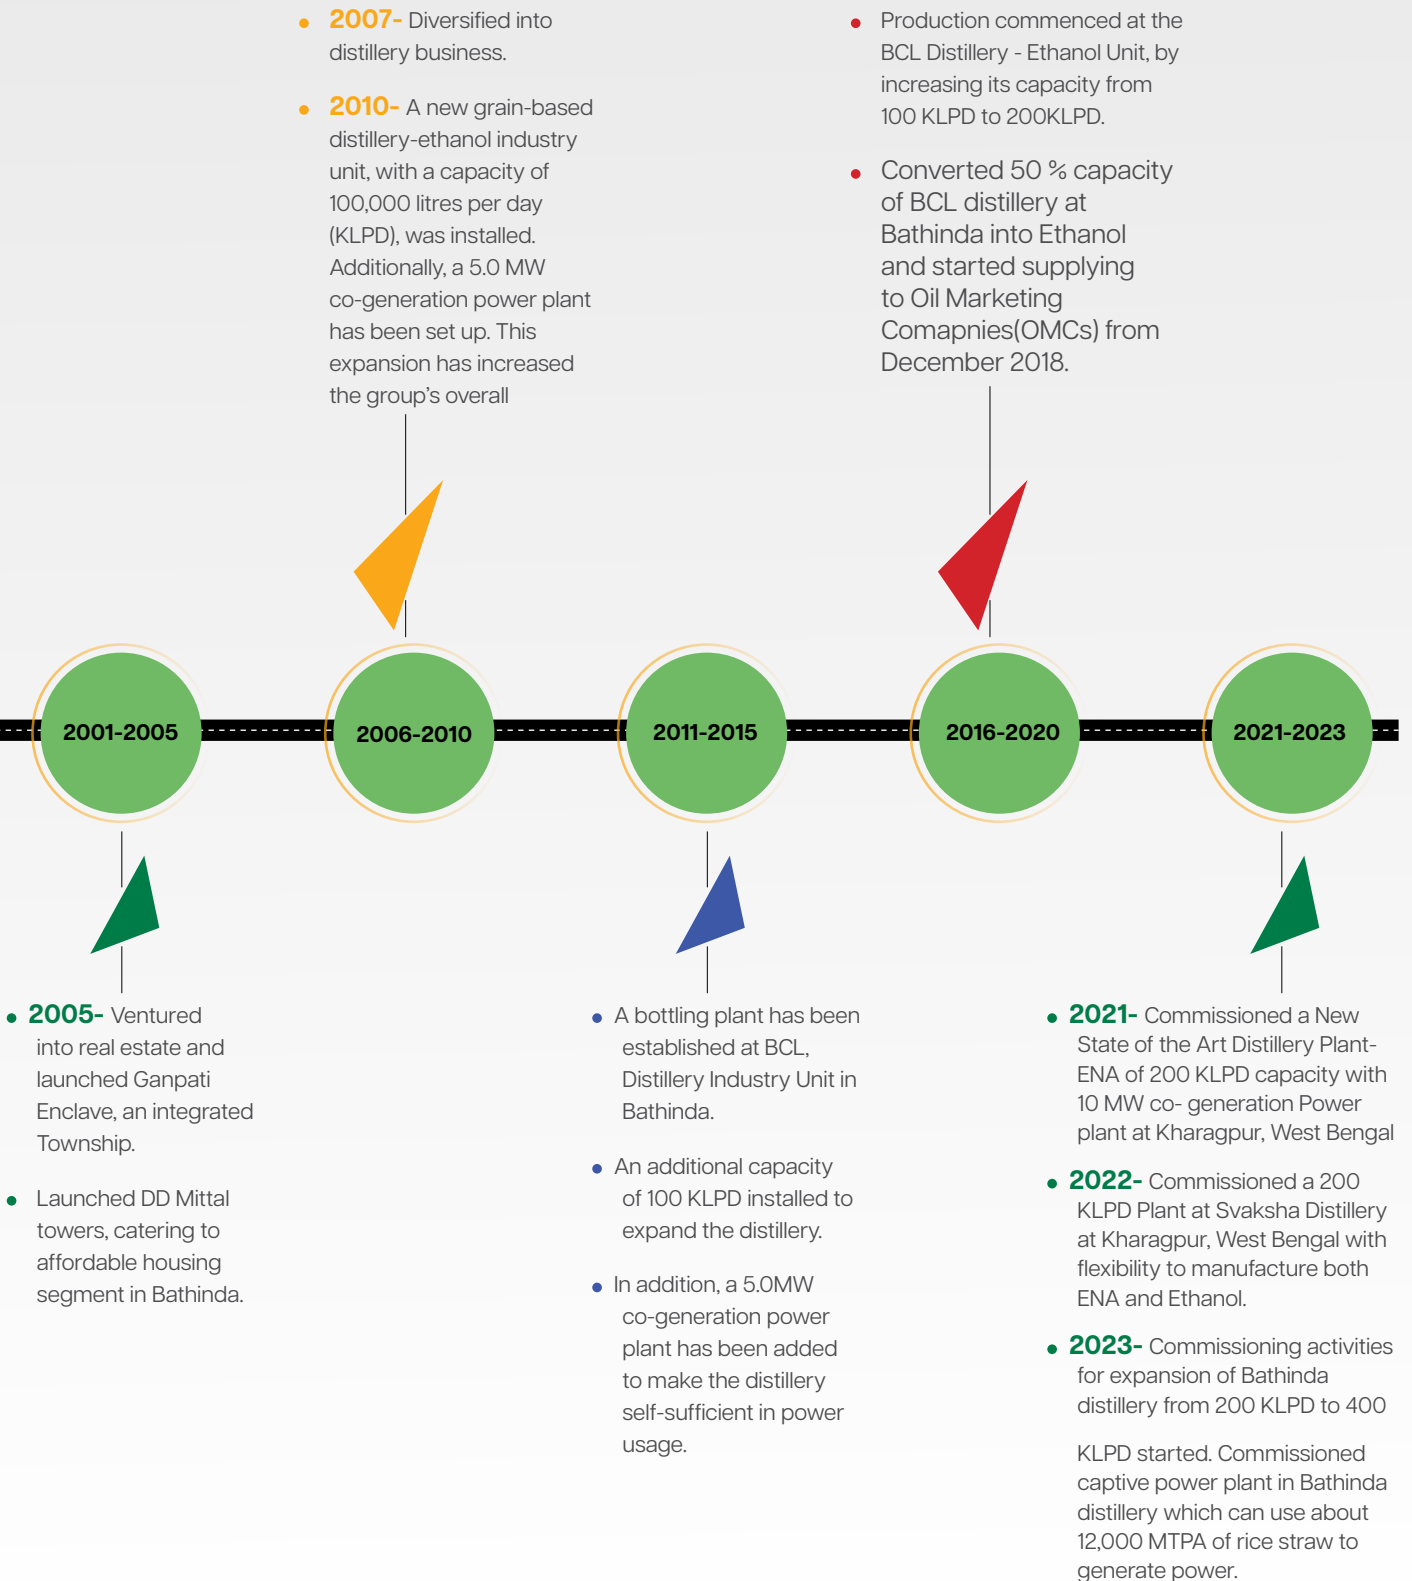 2007- Diversified into
distillery business.
2010- A new grain-based
distillery-ethanol industry
unit, with a capacity of
100,000 litres per day
(KLPD), was installed.
Additionally, a 5.0 MW
co-generation power plant
has been set up. This
expansion has increased
the group's overall
Production commenced at the
BCL Distillery - Ethanol Unit, by
increasing its capacity from
100 KLPD to 200KLPD.
Converted 50 % capacity
of BCL distillery at
Bathinda into Ethanol
and started supplying
to Oil Marketing
Comapnies(OMCs) from
December 2018.
2001-2005
2006-2010
2011-2015
2016-2020
2021-2023
2005- Ventured
into real estate and
launched Ganpati
Enclave, an integrated
Township.
Launched DD Mittal
towers, catering to
affordable housing
segment in Bathinda.
A bottling plant has been
established at BCL,
Distillery Industry Unit in
Bathinda.
An additional capacity
of 100 KLPD installed to
expand the distillery.
In addition, a 5.0MW
co-generation power
plant has been added
to make the distillery
self-sufficient in power
usage.
2021- Commissioned a New
State of the Art Distillery Plant-
ENA of 200 KLPD capacity with
10 MW co- generation Power
plant at Kharagpur, West Bengal
2022- Commissioned a 200
KLPD Plant at Svaksha Distillery
at Kharagpur, West Bengal with
flexibility to manufacture both
ENA and Ethanol.
2023- Commissioning activities
for expansion of Bathinda
distillery from 200 KLPD to 400
KLPD started. Commissioned
captive power plant in Bathinda
distillery which can use about
12,000 MTPA of rice straw to
generate power.